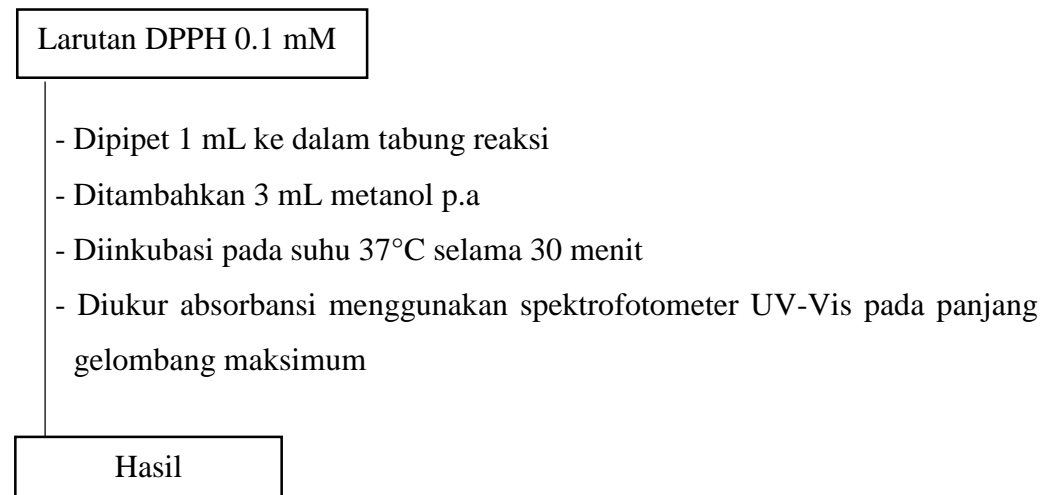 Larutan DPPH 0.1 mM
- Dipipet 1 mL ke dalam tabung reaksi
- Ditambahkan 3 mL metanol p.a
- Diinkubasi pada suhu 37°C selama 30 menit
- Diukur absorbansi menggunakan spektrofotometer UV-Vis pada panjang
gelombang maksimum
Hasil